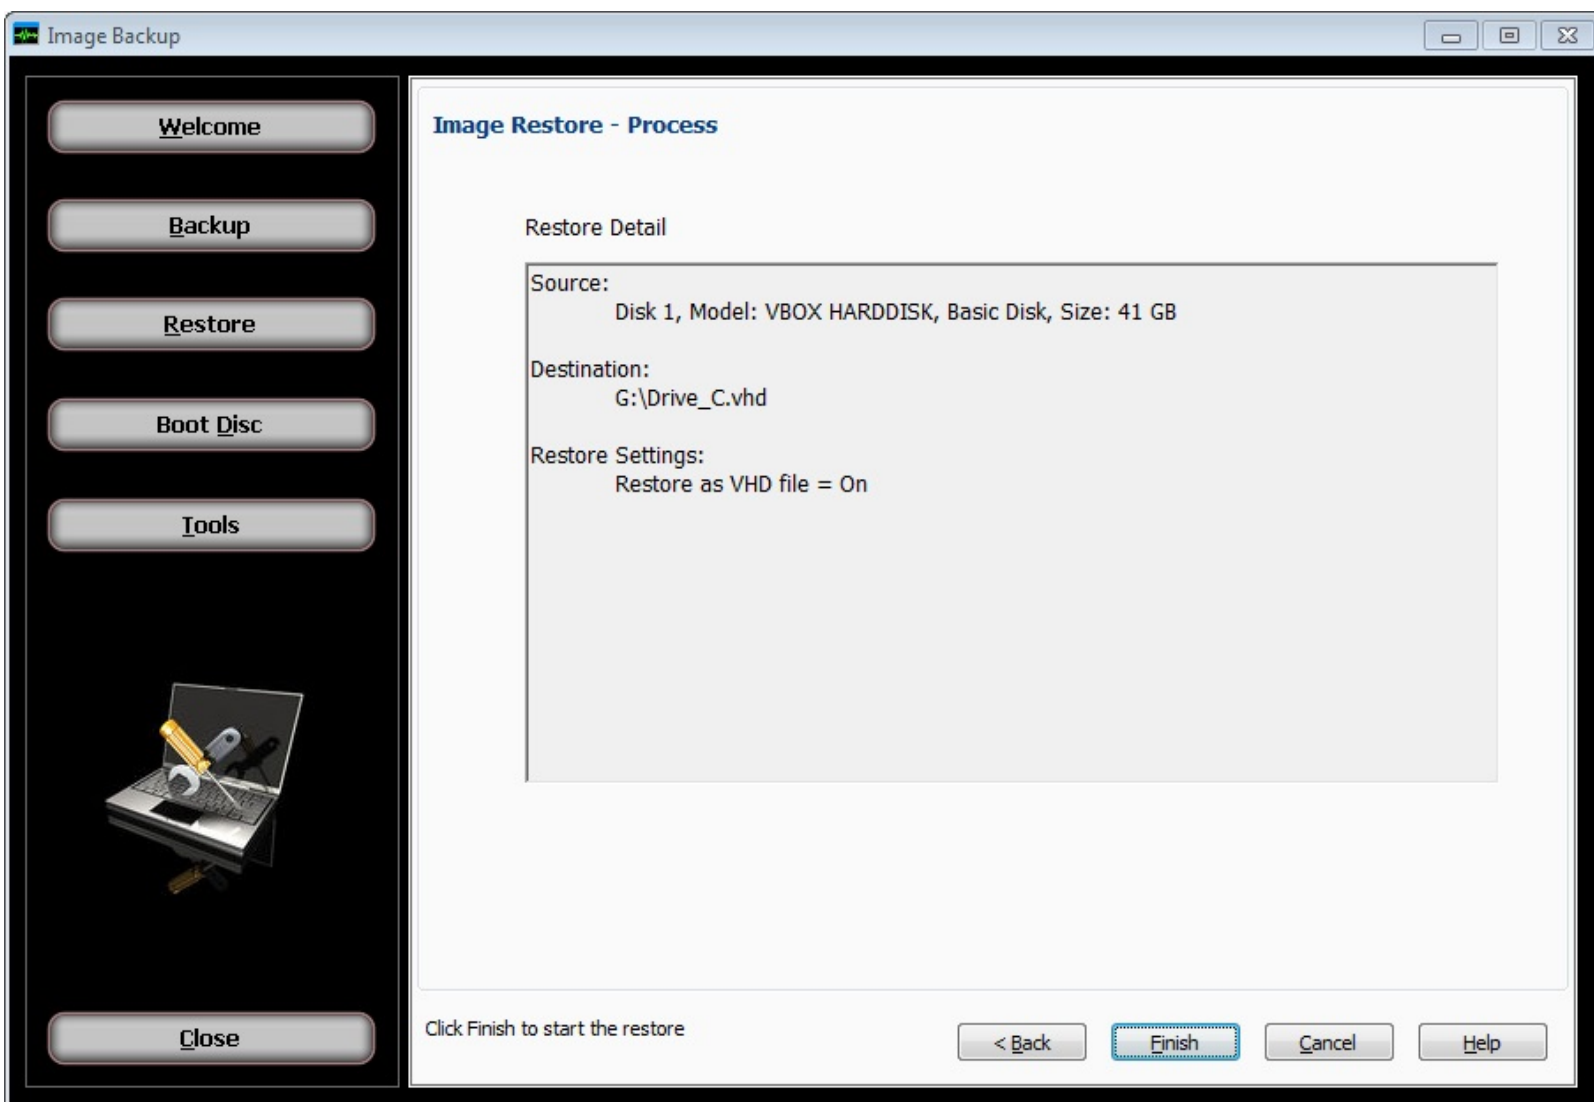 Image Backup
Welcome
Backup
Restore
Boot Disc
Tools
Close
Image Restore - Process
Restore Detail
Source:
Disk 1, Model: VBOX HARDDISK, Basic Disk, Size: 41 GB
Destination:
G:\Drive_C.vhd
Restore Settings:
Restore as VHD file = On
Click Finish to start the restore
< Back
Finish
Cancel
Help